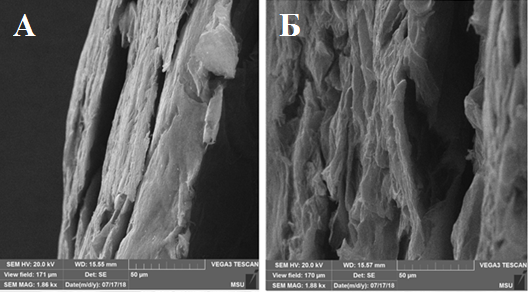 А
SEM HV: 20.0 kV WD: 15.55 mm VEGA3 TESCAN
View field: 171 µm Det: SE 50 µm
SEM MAG: 1.86 kx Date(m/d/y): 07/17/18 MSU
Б
SEM HV: 20.0 kV WD: 15.57 mm VEGA3 TESCAN
View field: 170 µm Det: SE 50 µm
SEM MAG: 1.88 kx Date(m/d/y): 07/17/18 MSU